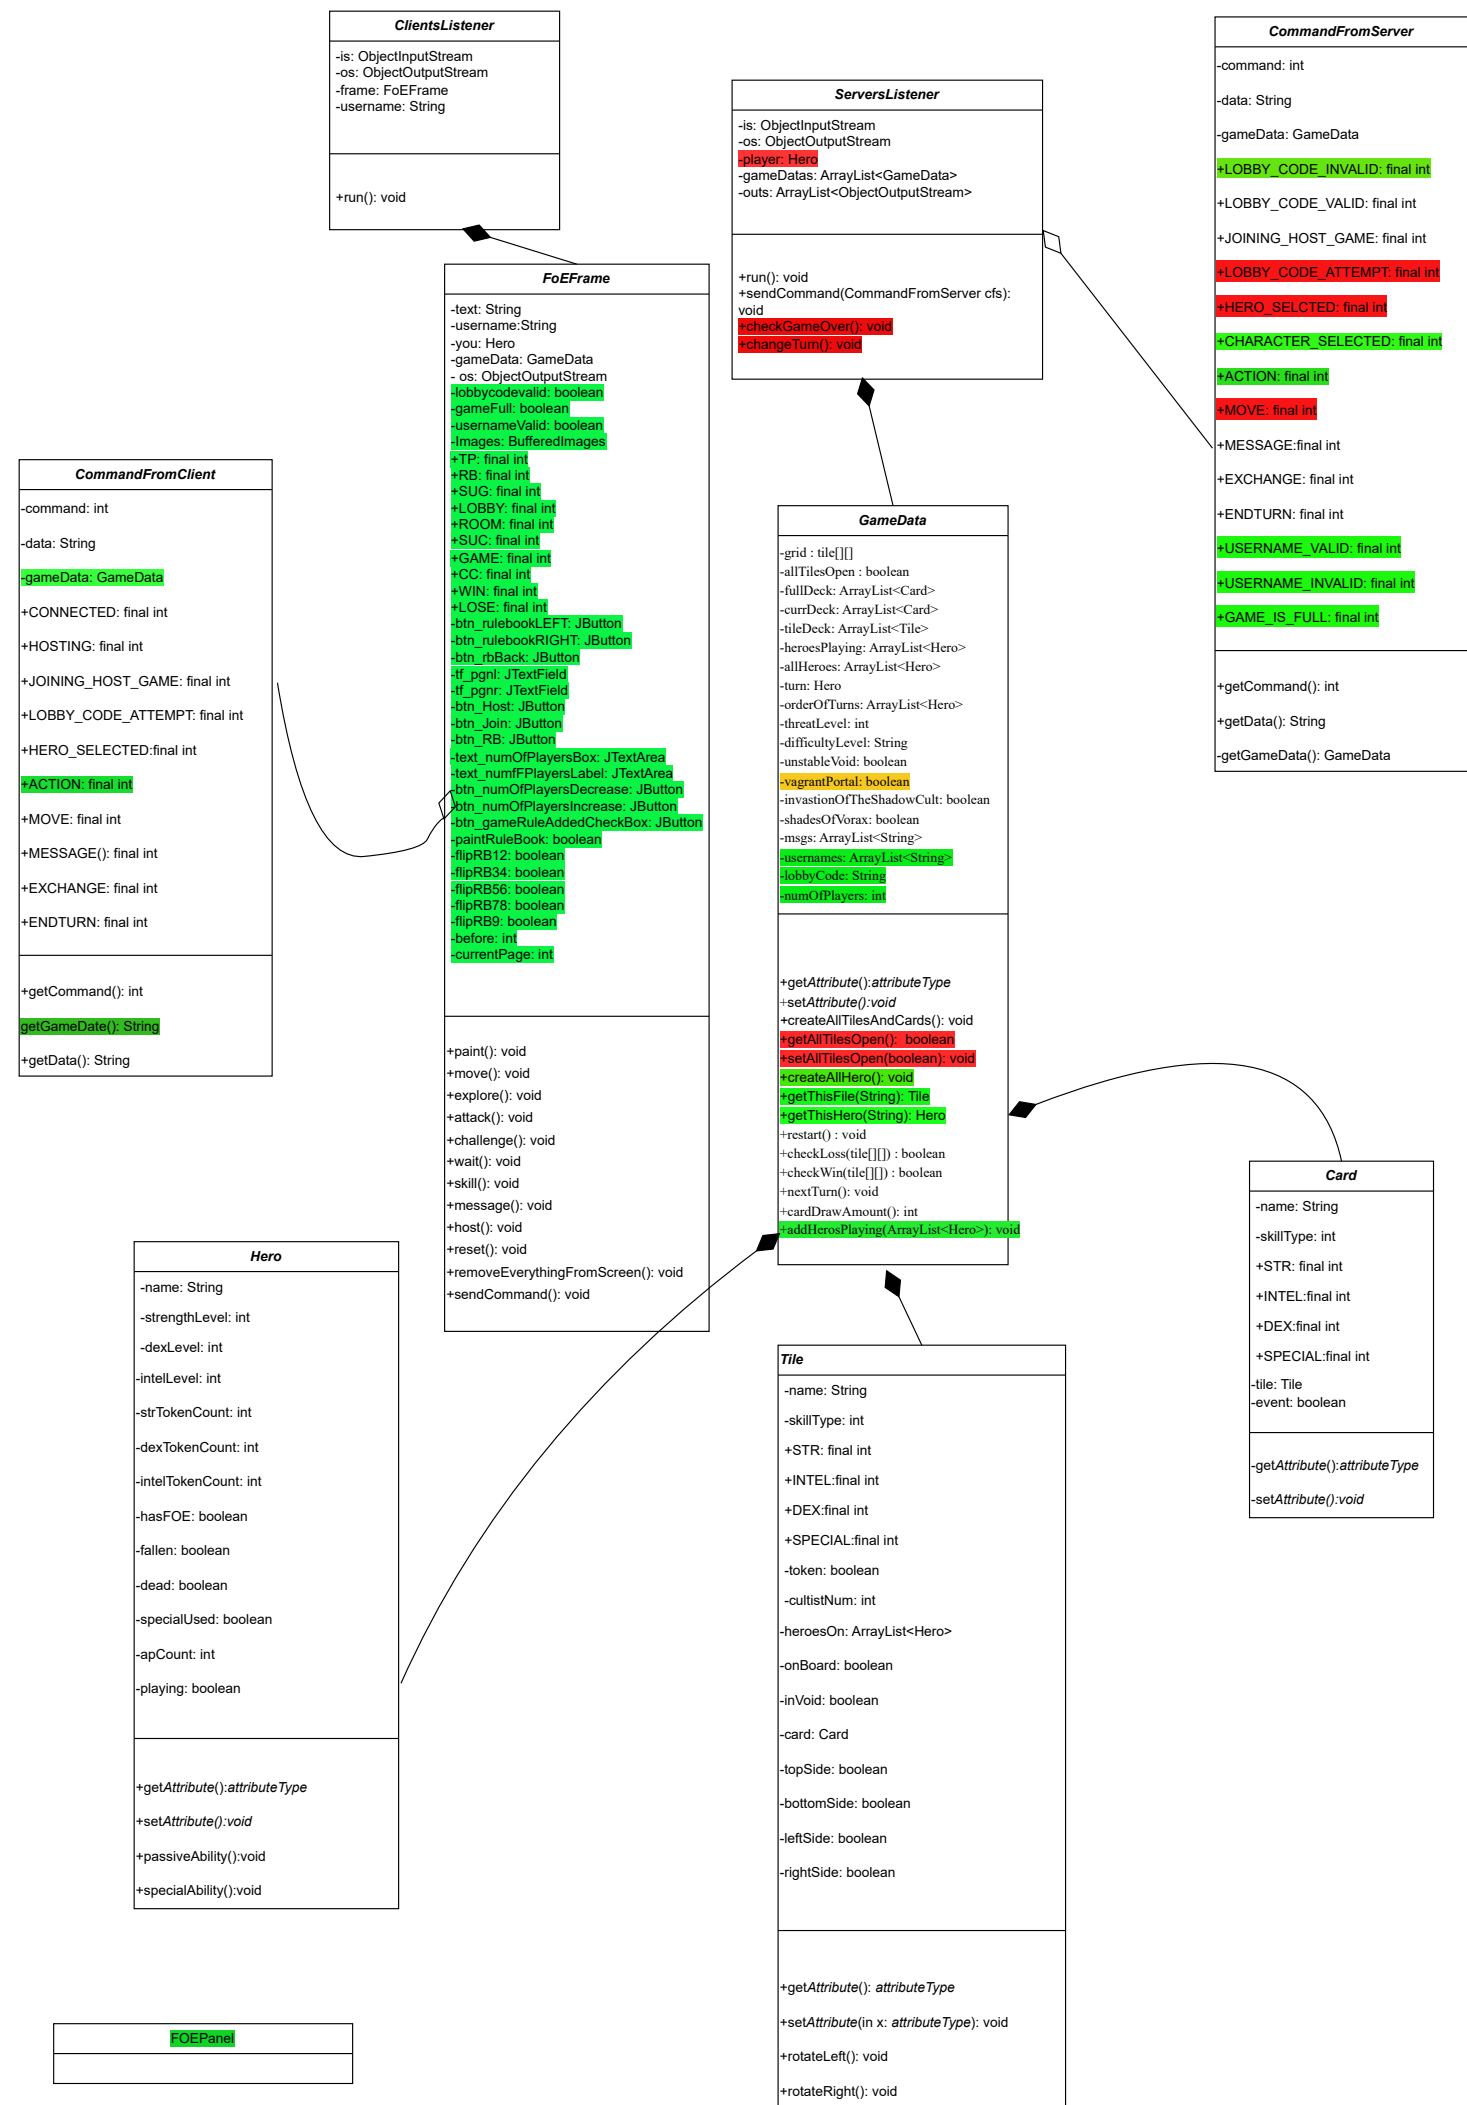 ClientsListener
-is: ObjectInputStream
-os: ObjectOutputStream
-frame: FoEFrame
-username: String
+run(): void
ServersListener
-is: ObjectInputStream
-os: ObjectOutputStream
-player: Hero
-gameDatas: ArrayList<GameData>
-outs: ArrayList<ObjectOutputStream>
+run(): void
+sendCommand(CommandFromServer cfs):
void
+checkGameOver(): void
+changeTurn(): void
CommandFromServer
-command: int
-data: String
-gameData: GameData
+LOBBY_CODE_INVALID: final int
+LOBBY_CODE_VALID: final int
+JOINING_HOST_GAME: final int
+LOBBY_CODE_ATTEMPT: final int
+HERO_SELCTED: final int
+CHARACTER_SELECTED: final int
+ACTION: final int
+MOVE: final int
+MESSAGE:final int
+EXCHANGE: final int
+ENDTURN: final int
+USERNAME_VALID: final int
+USERNAME_INVALID: final int
+GAME_IS_FULL: final int
+getCommand(): int
+getData(): String
-getGameData(): GameData
FoEFrame
-text: String
-username:String
-you: Hero
-gameData: GameData
- os: ObjectOutputStream
-lobbycodevalid: boolean
-gameFull: boolean
-usernameValid: boolean
-Images: BufferedImages
+TP: final int
+RB: final int
+SUG: final int
+LOBBY: final int
+ROOM: final int
+SUC: final int
+GAME: final int
+CC: final int
+WIN: final int
+LOSE: final int
-btn_rulebookLEFT: JButton
-btn_rulebookRIGHT: JButton
-btn_rbBack: JButton
-tf_pgnl: JTextField
-tf_pgnr: JTextField
-btn_Host: JButton
-btn_Join: JButton
-btn_RB: JButton
-text_numOfPlayersBox: JTextArea
-text_numfFPlayersLabel: JTextArea
-btn_numOfPlayersDecrease: JButton
-btn_numOfPlayersIncrease: JButton
-btn_gameRuleAddedCheckBox: JButton
-paintRuleBook: boolean
-flipRB12: boolean
-flipRB34: boolean
-flipRB56: boolean
-flipRB78: boolean
-flipRB9: boolean
-before: int
-currentPage: int
+paint(): void
+move(): void
+explore(): void
+attack(): void
+challenge(): void
+wait(): void
+skill(): void
+message(): void
+host(): void
+reset(): void
+removeEverythingFromScreen(): void
+sendCommand(): void
CommandFromClient
-command: int
-data: String
-gameData: GameData
+CONNECTED: final int
+HOSTING: final int
+JOINING_HOST_GAME: final int
+LOBBY_CODE_ATTEMPT: final int
+HERO_SELECTED:final int
+ACTION: final int
+MOVE: final int
+MESSAGE(): final int
+EXCHANGE: final int
+ENDTURN: final int
+getCommand(): int
getGameDate(): String
+getData(): String
GameData
-grid : tile[][]
-allTilesOpen : boolean
-fullDeck: ArrayList<Card>
-currDeck: ArrayList<Card>
-tileDeck: ArrayList<Tile>
-heroesPlaying: ArrayList<Hero>
-allHeroes: ArrayList<Hero>
-turn: Hero
-orderOfTurns: ArrayList<Hero>
-threatLevel: int
-difficultyLevel: String
-unstableVoid: boolean
-vagrantPortal: boolean
-invastionOfTheShadowCult: boolean
-shadesOfVorax: boolean
-msgs: ArrayList<String>
-usernames: ArrayList<String>
-lobbyCode: String
-numOfPlayers: int
+getAttribute():attributeType
+setAttribute():void
+createAllTilesAndCards(): void
+getAllTilesOpen(): boolean
+setAllTilesOpen(boolean): void
+createAllHero(): void
+getThisFile(String): Tile
+getThisHero(String): Hero
+restart() : void
+checkLoss(tile[][]) : boolean
+checkWin(tile[][]) : boolean
+nextTurn(): void
+cardDrawAmount(): int
+addHerosPlaying(ArrayList<Hero>): void
Card
-name: String
-skillType: int
+STR: final int
+INTEL:final int
+DEX:final int
+SPECIAL:final int
-tile: Tile
-event: boolean
-getAttribute():attributeType
-setAttribute():void
Hero
-name: String
-strengthLevel: int
-dexLevel: int
-intelLevel: int
-strTokenCount: int
-dexTokenCount: int
-intelTokenCount: int
-hasFOE: boolean
-fallen: boolean
-dead: boolean
-specialUsed: boolean
-apCount: int
-playing: boolean
+getAttribute():attributeType
+setAttribute():void
+passiveAbility():void
+specialAbility():void
Tile
-name: String
-skillType: int
+STR: final int
+INTEL:final int
+DEX:final int
+SPECIAL:final int
-token: boolean
-cultistNum: int
-heroesOn: ArrayList<Hero>
-onBoard: boolean
-inVoid: boolean
-card: Card
-topSide: boolean
-bottomSide: boolean
-leftSide: boolean
-rightSide: boolean
+getAttribute(): attributeType
+setAttribute(in x: attributeType): void
+rotateLeft(): void
+rotateRight(): void
FOEPanel